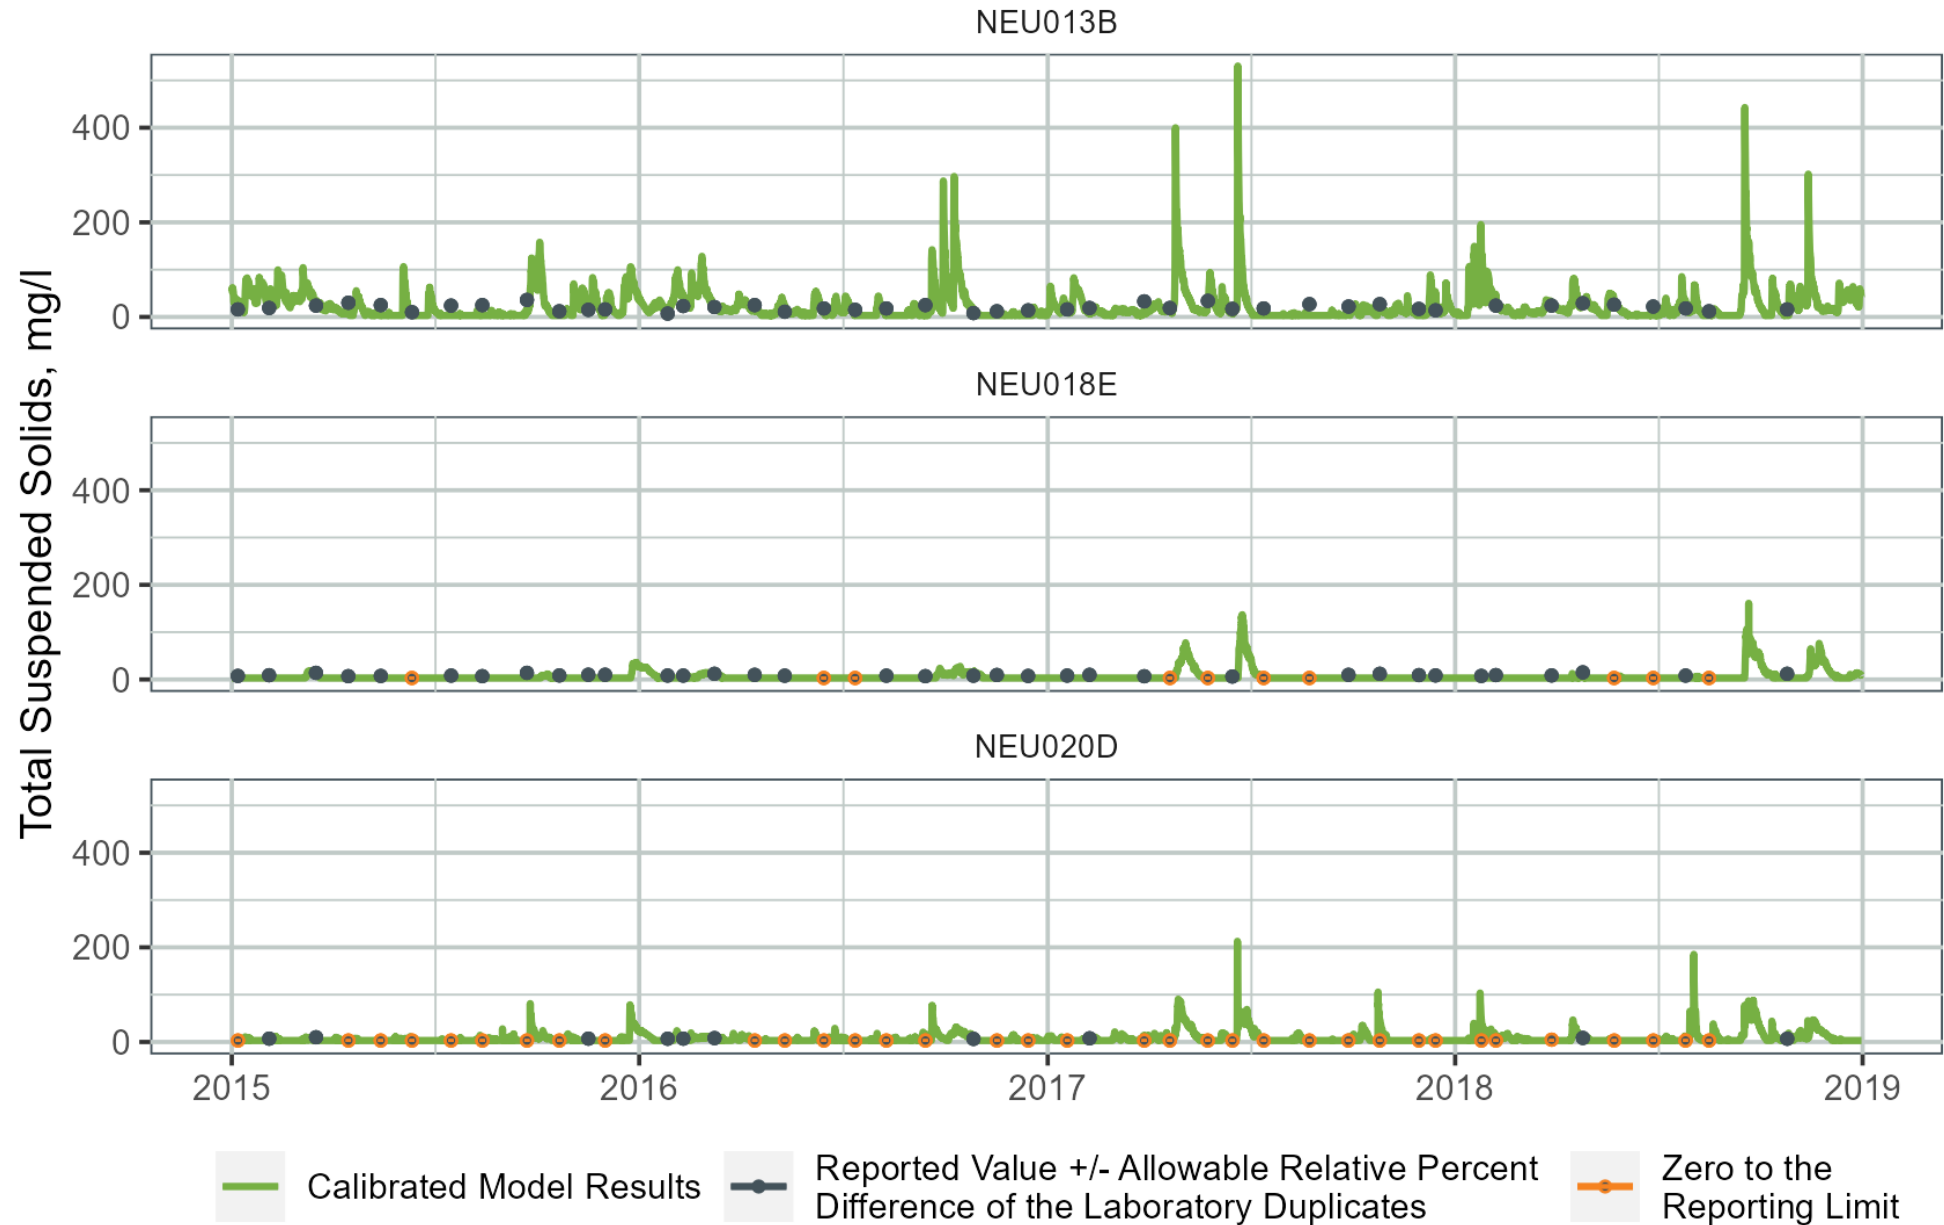 NEU013B
400
200
0
NEU018E
400
200
0
NEU020D
400
200
0
Total Suspended Solids, mg/l
2015 2016 2017 2018 2019
Calibrated Model Results
Reported Value +/- Allowable Relative Percent
Difference of the Laboratory Duplicates
Zero to the
Reporting Limit